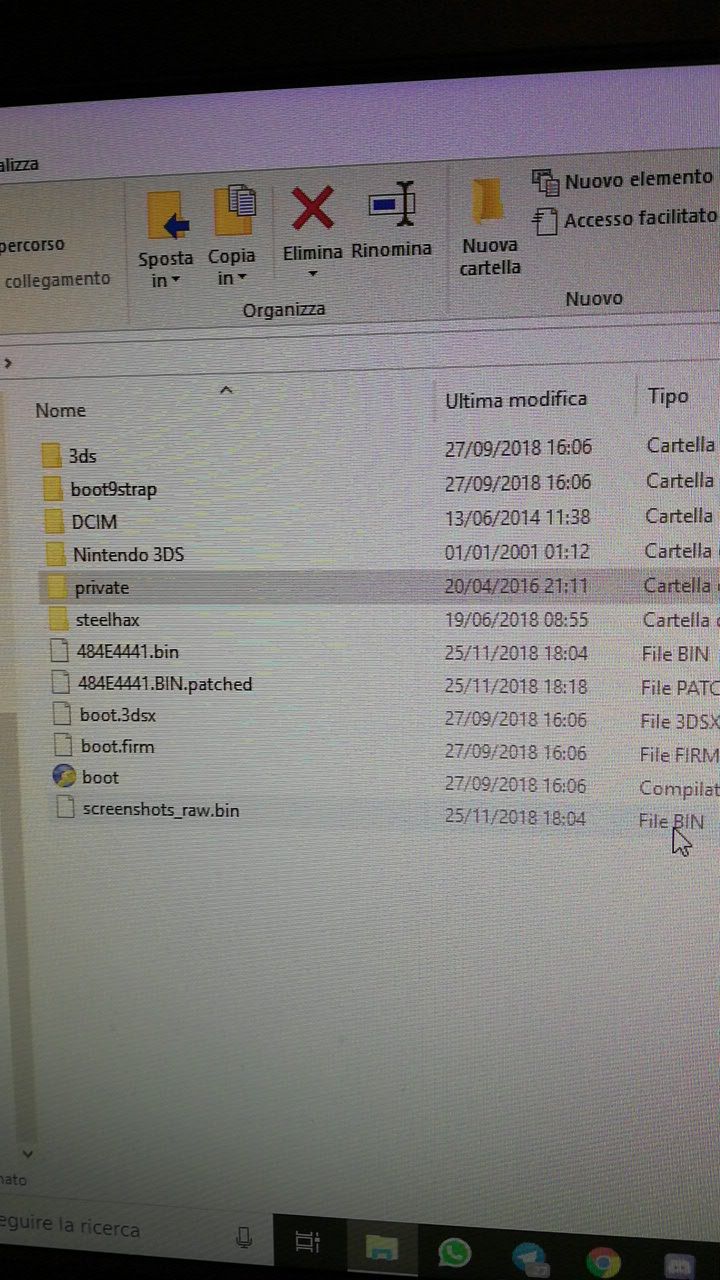 alizza
percorso
collegamento
Sposta in
Copia in
Elimina
Rinomina
Organizza
Nuova cartella
Nuovo elemento
Accesso facilitato
Nuovo
Nome Ultima modifica Tipo
3ds 27/09/2018 16:06 Cartella
boot9strap 27/09/2018 16:06 Cartella
DCIM 13/06/2014 11:38 Cartella
Nintendo 3DS 01/01/2001 01:12 Cartella
private 20/04/2016 21:11 Cartella
steelhax 19/06/2018 08:55 Cartella
484E4441.bin 25/11/2018 18:04 File BIN
484E4441.BIN.patched 25/11/2018 18:18 File PATC
boot.3dsx 27/09/2018 16:06 File 3DSX
boot.firm 27/09/2018 16:06 File FIRM
boot 27/09/2018 16:06 Compilat
screenshots_raw.bin 25/11/2018 18:04 File BIN
nato
eguire la ricerca